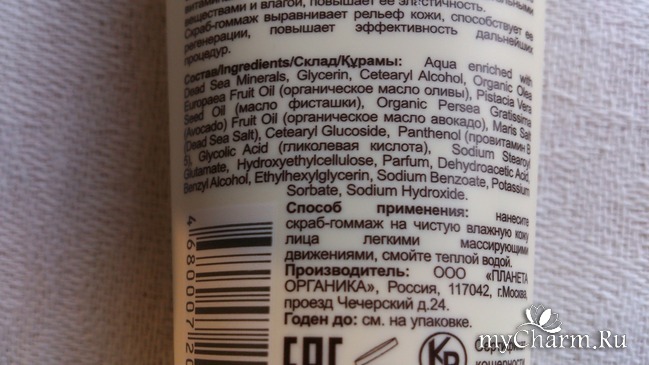 веществами и влагой, повышает ее эластичность.
Скраб-гоммаж выравнивает рельеф кожи, способствует ее
регенерации, повышает эффективность дальнейших
процедур.
Состав/Ingredients/Склад/Құрамы: Aqua enriched with
Dead Sea Minerals, Glycerin, Cetearyl Alcohol, Organic Olea
Europaea Fruit Oil (органическое масло оливы), Pistacia Vera
Seed Oil (масло фисташки), Organic Persea Gratissima
(Avocado) Fruit Oil (органическое масло авокадо), Maris Salt
(Dead Sea Salt), Cetearyl Glucoside, Panthenol (провитамин B
5), Glycolic Acid (гликолевая кислота), Sodium Stearoyl
Glutamate, Hydroxyethylcellulose, Parfum, Dehydroacetic Acid,
Benzyl Alcohol, Ethylhexylglycerin, Sodium Benzoate, Potassium
Sorbate, Sodium Hydroxide.
Способ применения: нанесите
скраб-гоммаж на чистую влажную кожу
лица легкими массирующими
движениями, смойте теплой водой.
Производитель: ООО «ПЛАНЕТА
ОРГАНИКА», Россия, 117042, г.Москва,
проезд Чечерский д.24.
Годен до: см. на упаковке.
4 680007 20
EAC
myCharm.Ru